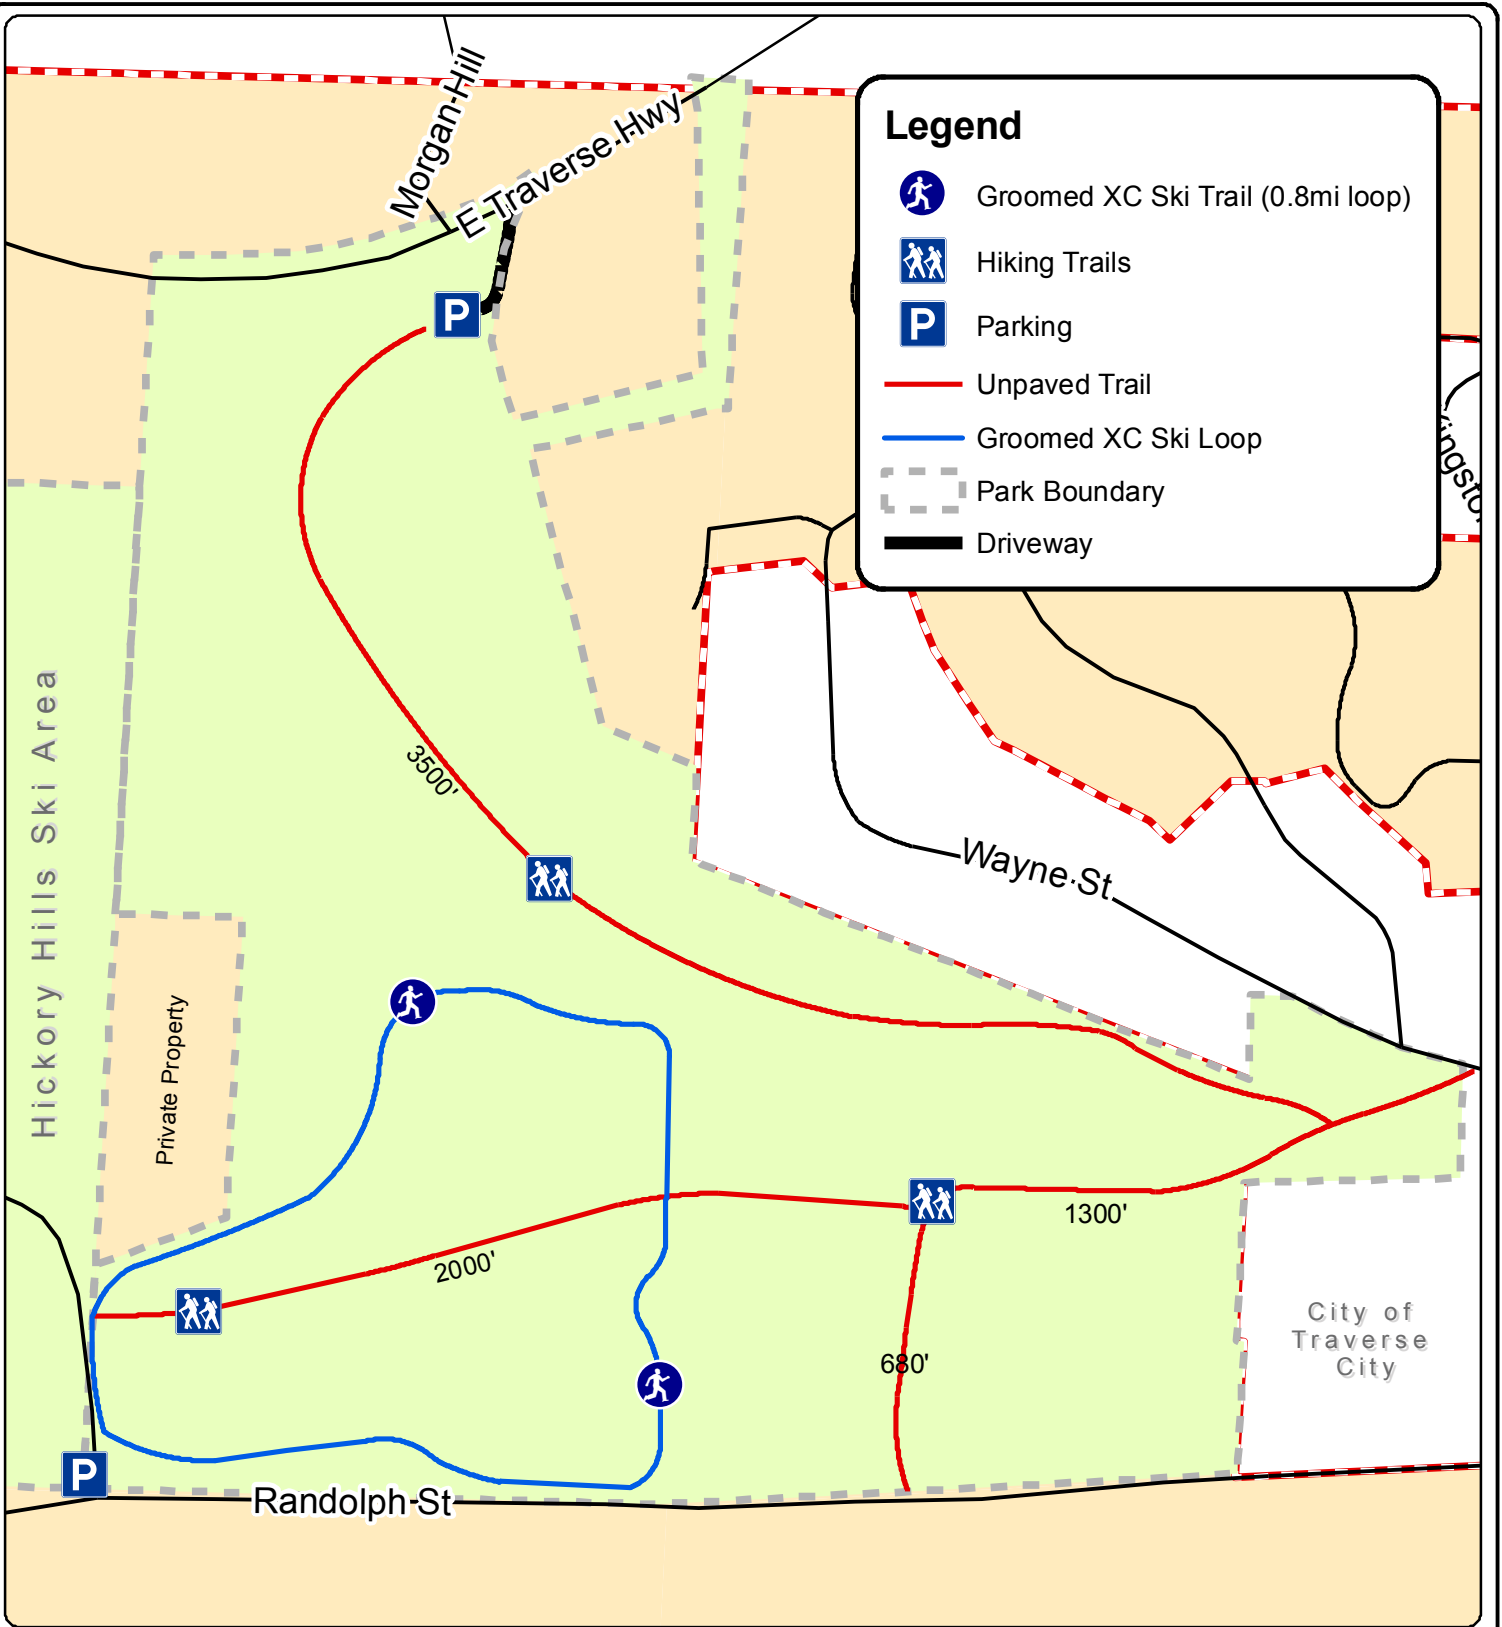 Morgan Hill
E Traverse Hwy
Legend
Groomed XC Ski Trail (0.8mi loop)
Hiking Trails
P
Parking
Unpaved Trail
Groomed XC Ski Loop
Park Boundary
Driveway
P
3500'
Wayne St
Hickory Hills Ski Area
Private Property
1300'
2000'
680'
City of
Traverse
City
P
Randolph St